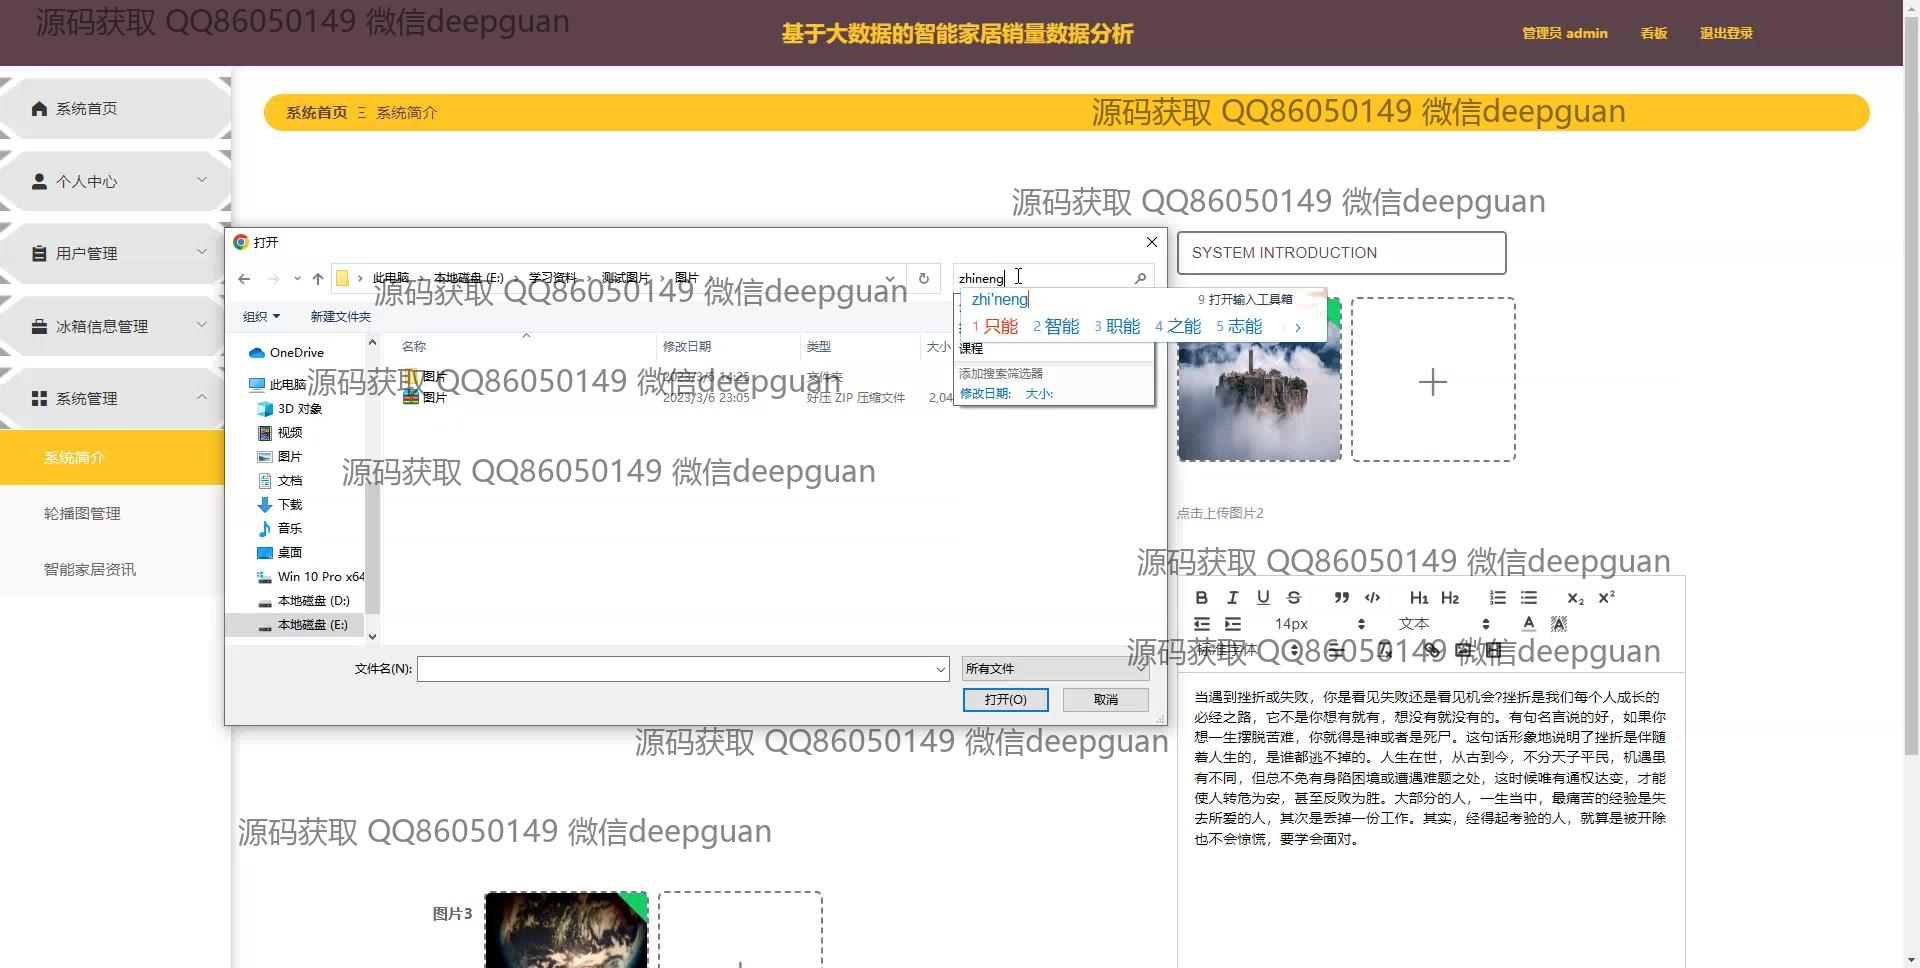 源码获取 QQ86050149 微信deepguan
基于大数据的智能家居销量数据分析
管理员 admin
看板
退出登录
系统首页
个人中心
用户管理
冰箱信息管理
系统管理
系统简介
轮播图管理
智能家居资讯
系统首页 Ξ 系统简介
源码获取 QQ86050149 微信deepguan
源码获取 QQ86050149 微信deepguan
打开
此电脑 › 本地磁盘 (E:) › 学习资料 › 测试图片 › 图片
源码获取 QQ86050149 微信deepguan
zhineng
zhi'neng
9 打开输入工具箱
1 只能 2 智能 3 职能 4 之能 5 志能
课程
添加搜索筛选器
修改日期: 大小:
组织 新建文件夹
名称 修改日期 类型 大小
图片 2023/3/5 14:25 文件夹
图片 2023/3/6 23:05 好压 ZIP 压缩文件 2,04
源码获取 QQ86050149 微信deepguan
源码获取 QQ86050149 微信deepguan
OneDrive
此电脑
3D 对象
视频
图片
文档
下载
音乐
桌面
Win 10 Pro x64
本地磁盘 (D:)
本地磁盘 (E:)
文件名(N):
所有文件
打开(O)
取消
SYSTEM INTRODUCTION
点击上传图片2
源码获取 QQ86050149 微信deepguan
B I U S ” </> H1 H2 x₂ x²
14px 文本 A A
标准字体
源码获取 QQ86050149 微信deepguan
当遇到挫折或失败，你是看见失败还是看见机会?挫折是我们每个人成长的
必经之路，它不是你想有就有，想没有就没有的。有句名言说的好，如果你
想一生摆脱苦难，你就得是神或者是死尸。这句话形象地说明了挫折是伴随
着人生的，是谁都逃不掉的。人生在世，从古到今，不分天子平民，机遇虽
有不同，但总不免有身陷困境或遭遇难题之处，这时候唯有通权达变，才能
使人转危为安，甚至反败为胜。大部分的人，一生当中，最痛苦的经验是失
去所爱的人，其次是丢掉一份工作。其实，经得起考验的人，就算是被开除
也不会惊慌，要学会面对。
源码获取 QQ86050149 微信deepguan
源码获取 QQ86050149 微信deepguan
图片3